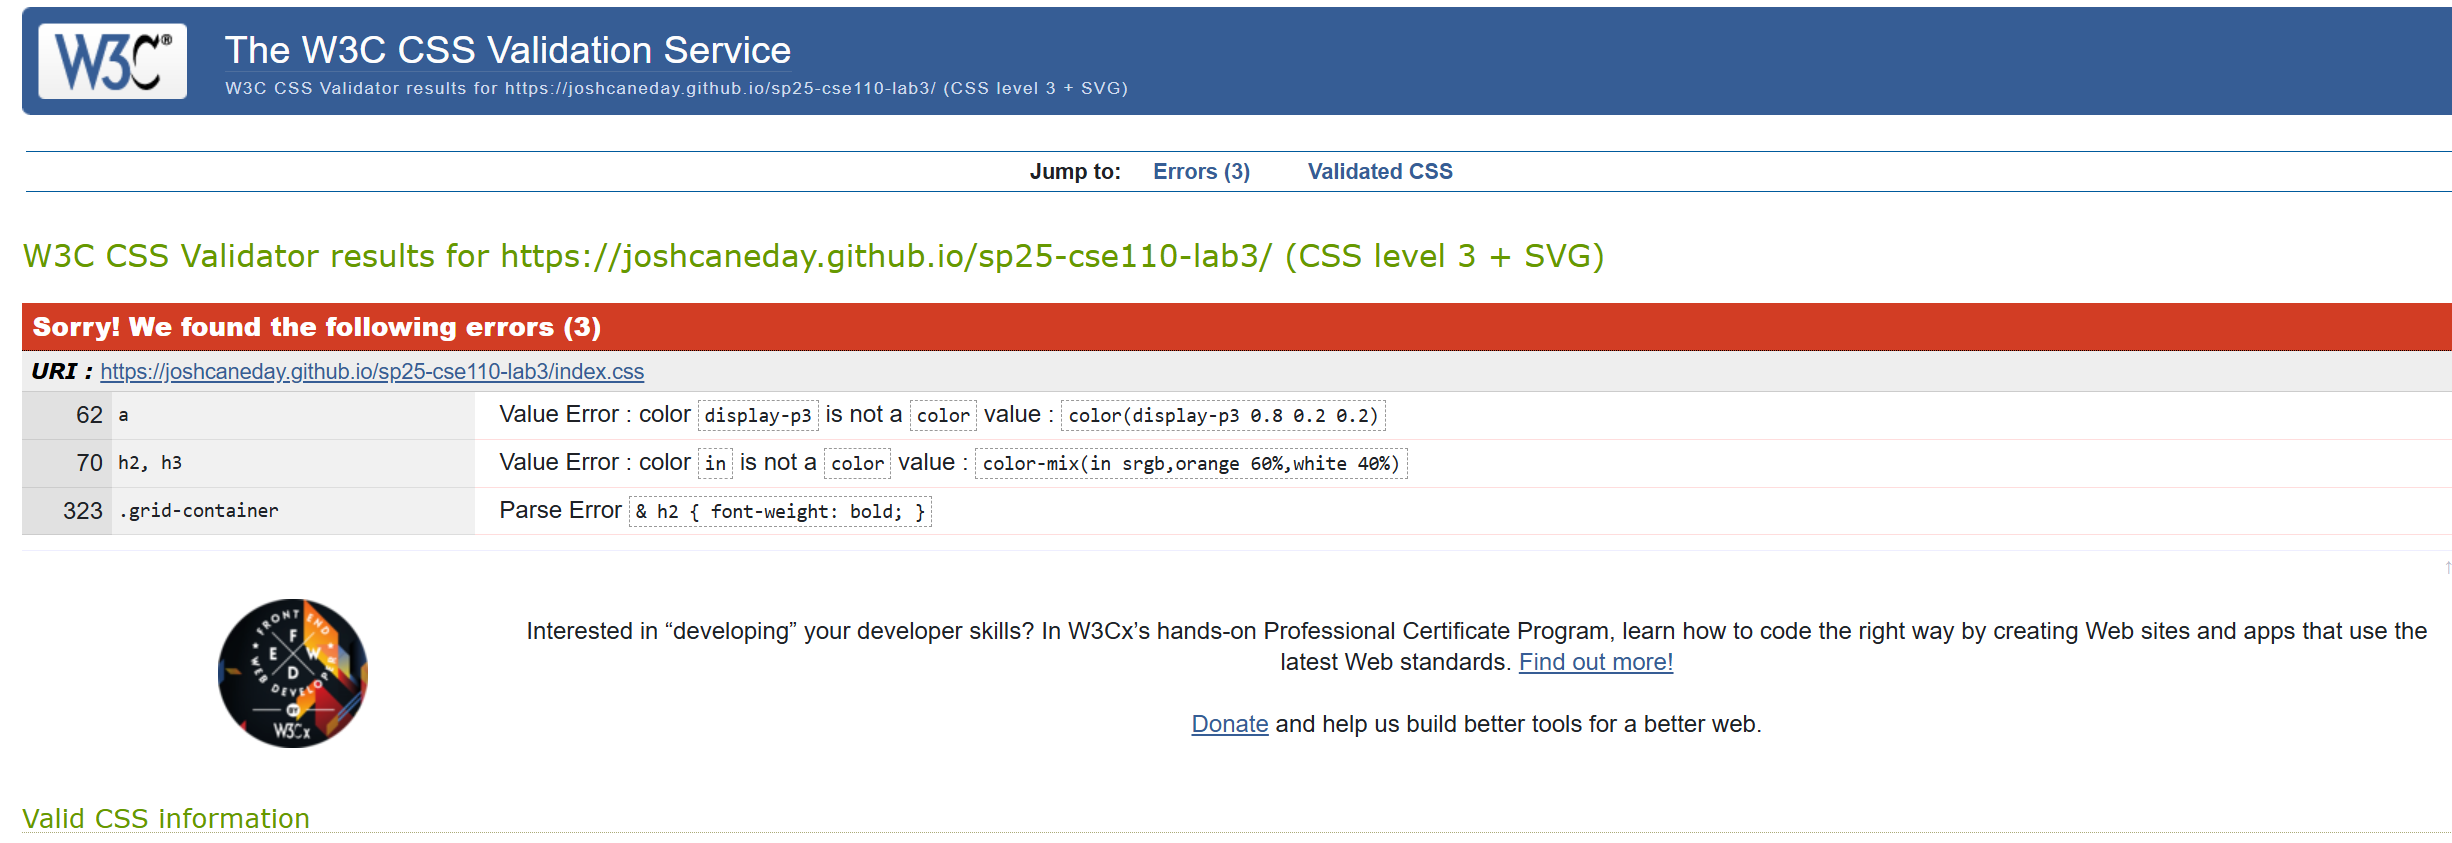 W3C®
The W3C CSS Validation Service
W3C CSS Validator results for https://joshcaneday.github.io/sp25-cse110-lab3/ (CSS level 3 + SVG)
Jump to: Errors (3) Validated CSS
W3C CSS Validator results for https://joshcaneday.github.io/sp25-cse110-lab3/ (CSS level 3 + SVG)
Sorry! We found the following errors (3)
URI : https://joshcaneday.github.io/sp25-cse110-lab3/index.css
62 a Value Error : color display-p3 is not a color value : color(display-p3 0.8 0.2 0.2)
70 h2, h3 Value Error : color in is not a color value : color-mix(in srgb,orange 60%,white 40%)
323 .grid-container Parse Error & h2 { font-weight: bold; }
↑
FRONT END
WEB DEVELOPER
F
E W
D
BY
W3Cx
Interested in “developing” your developer skills? In W3Cx’s hands-on Professional Certificate Program, learn how to code the right way by creating Web sites and apps that use the
latest Web standards. Find out more!
Donate and help us build better tools for a better web.
Valid CSS information